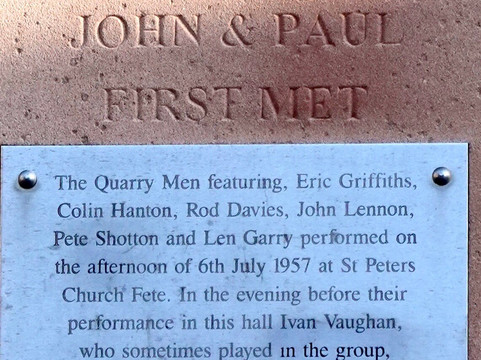 JOHN & PAUL
FIRST MET
The Quarry Men featuring, Eric Griffiths,
Colin Hanton, Rod Davies, John Lennon,
Pete Shotton and Len Garry performed on
the afternoon of 6th July 1957 at St Peters
Church Fete. In the evening before their
performance in this hall Ivan Vaughan,
who sometimes played in the group,